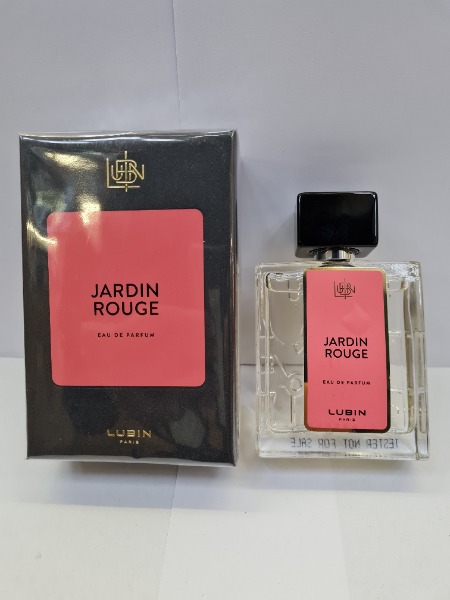 LUBIN
JARDIN
ROUGE
EAU DE PARFUM
LUBIN
PARIS
LUBIN
JARDIN
ROUGE
EAU DE PARFUM
LUBIN
PARIS
TESTER NOT FOR SALE